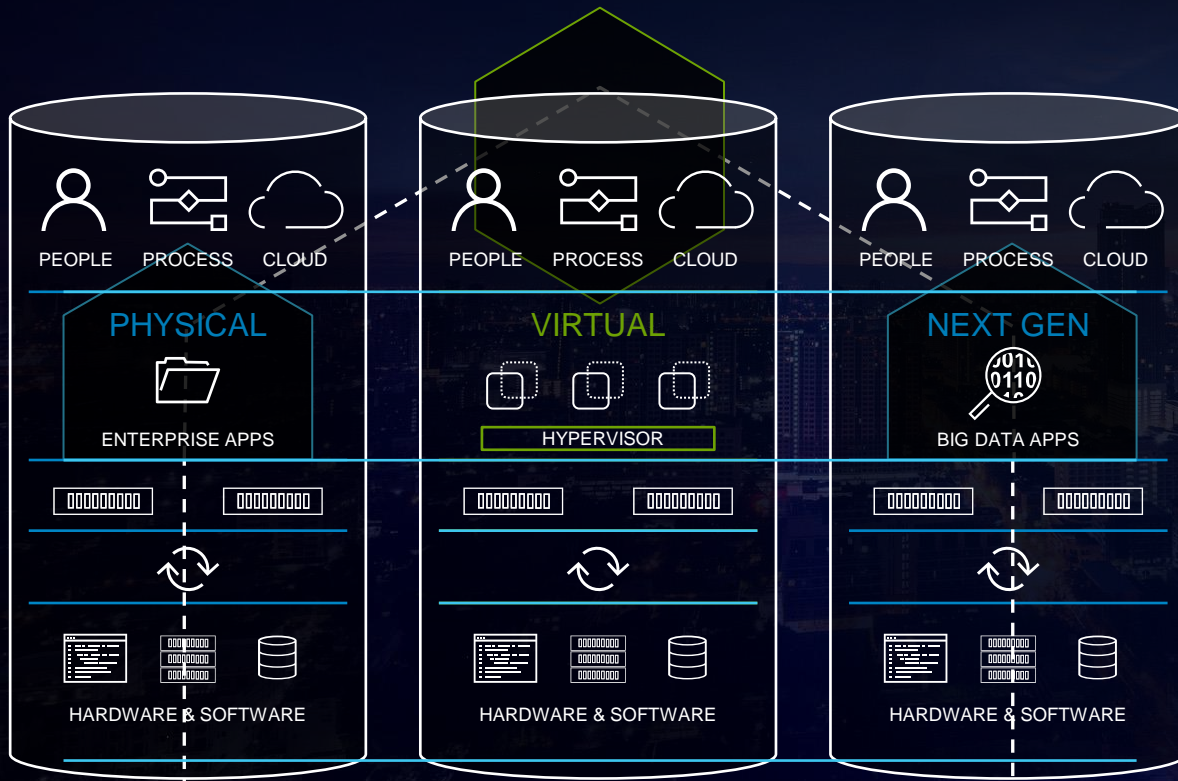 PEOPLE PROCESS CLOUD
PEOPLE PROCESS CLOUD
PEOPLE PROCESS CLOUD
PHYSICAL
VIRTUAL
NEXT GEN
0110
ENTERPRISE APPS
HYPERVISOR
BIG DATA APPS
HARDWARE & SOFTWARE
HARDWARE & SOFTWARE
HARDWARE & SOFTWARE